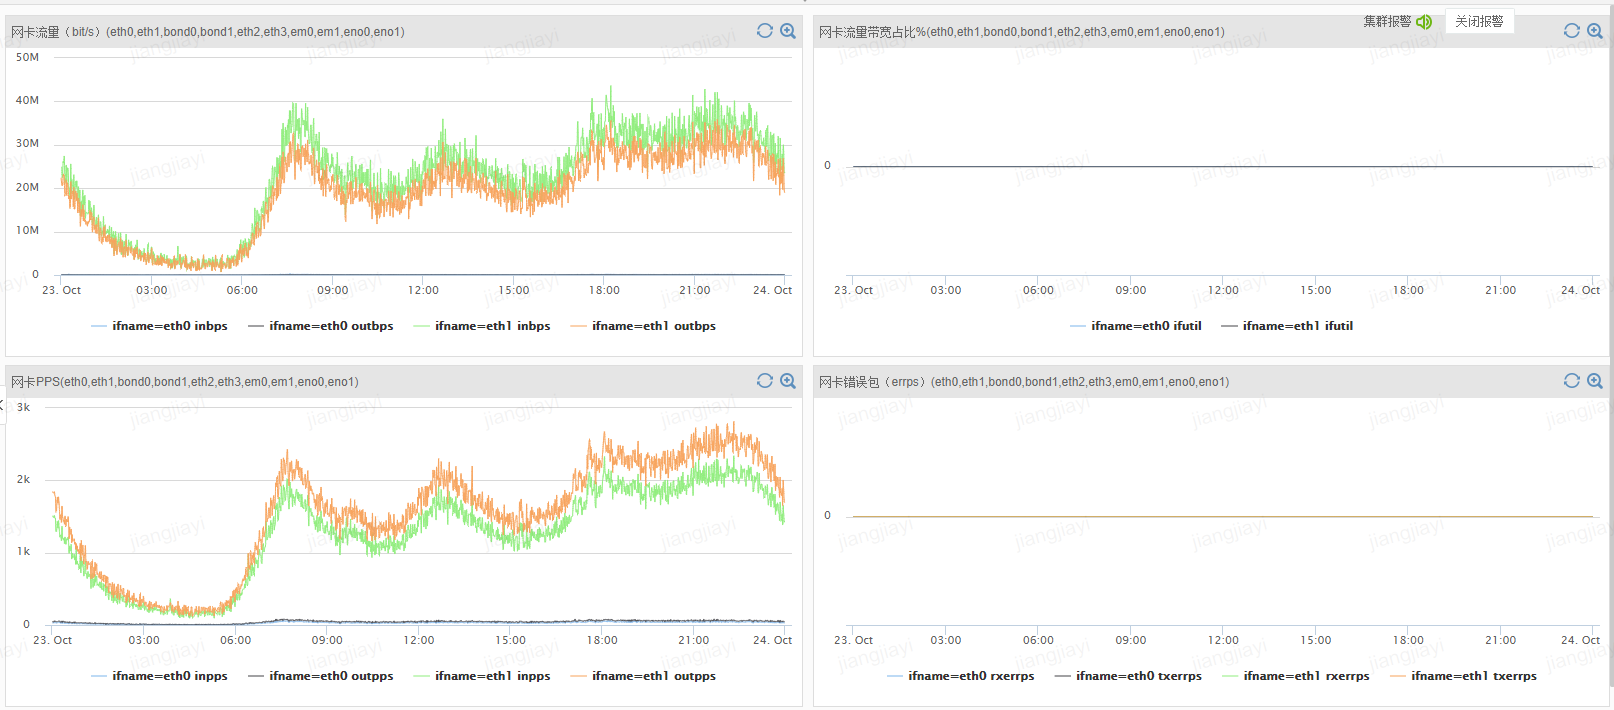 集群报警
关闭报警
网卡流量（bit/s）(eth0,eth1,bond0,bond1,eth2,eth3,em0,em1,eno0,eno1)
50M
40M
30M
20M
10M
0
23. Oct 03:00 06:00 09:00 12:00 15:00 18:00 21:00 24. Oct
ifname=eth0 inbps ifname=eth0 outbps ifname=eth1 inbps ifname=eth1 outbps
网卡流量带宽占比%(eth0,eth1,bond0,bond1,eth2,eth3,em0,em1,eno0,eno1)
0
23. Oct 03:00 06:00 09:00 12:00 15:00 18:00 21:00 24. Oct
ifname=eth0 ifutil ifname=eth1 ifutil
网卡PPS(eth0,eth1,bond0,bond1,eth2,eth3,em0,em1,eno0,eno1)
3k
2k
1k
0
23. Oct 03:00 06:00 09:00 12:00 15:00 18:00 21:00 24. Oct
ifname=eth0 inpps ifname=eth0 outpps ifname=eth1 inpps ifname=eth1 outpps
网卡错误包（errps）(eth0,eth1,bond0,bond1,eth2,eth3,em0,em1,eno0,eno1)
0
23. Oct 03:00 06:00 09:00 12:00 15:00 18:00 21:00 24. Oct
ifname=eth0 rxerrps ifname=eth0 txerrps ifname=eth1 rxerrps ifname=eth1 txerrps
jiangjiayi